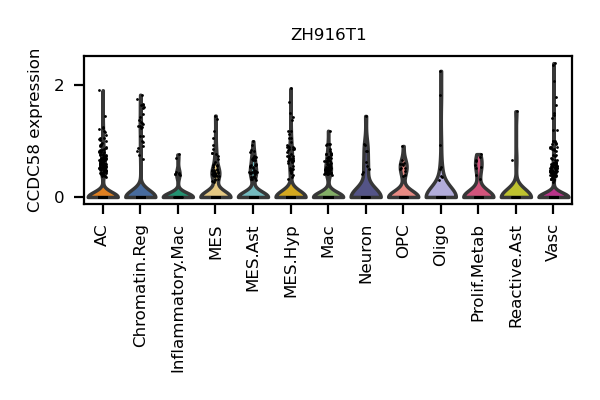 ZH916T1
CCDC58 expression
2
0
AC
Chromatin.Reg
Inflammatory.Mac
MES
MES.Ast
MES.Hyp
Mac
Neuron
OPC
Oligo
Prolif.Metab
Reactive.Ast
Vasc